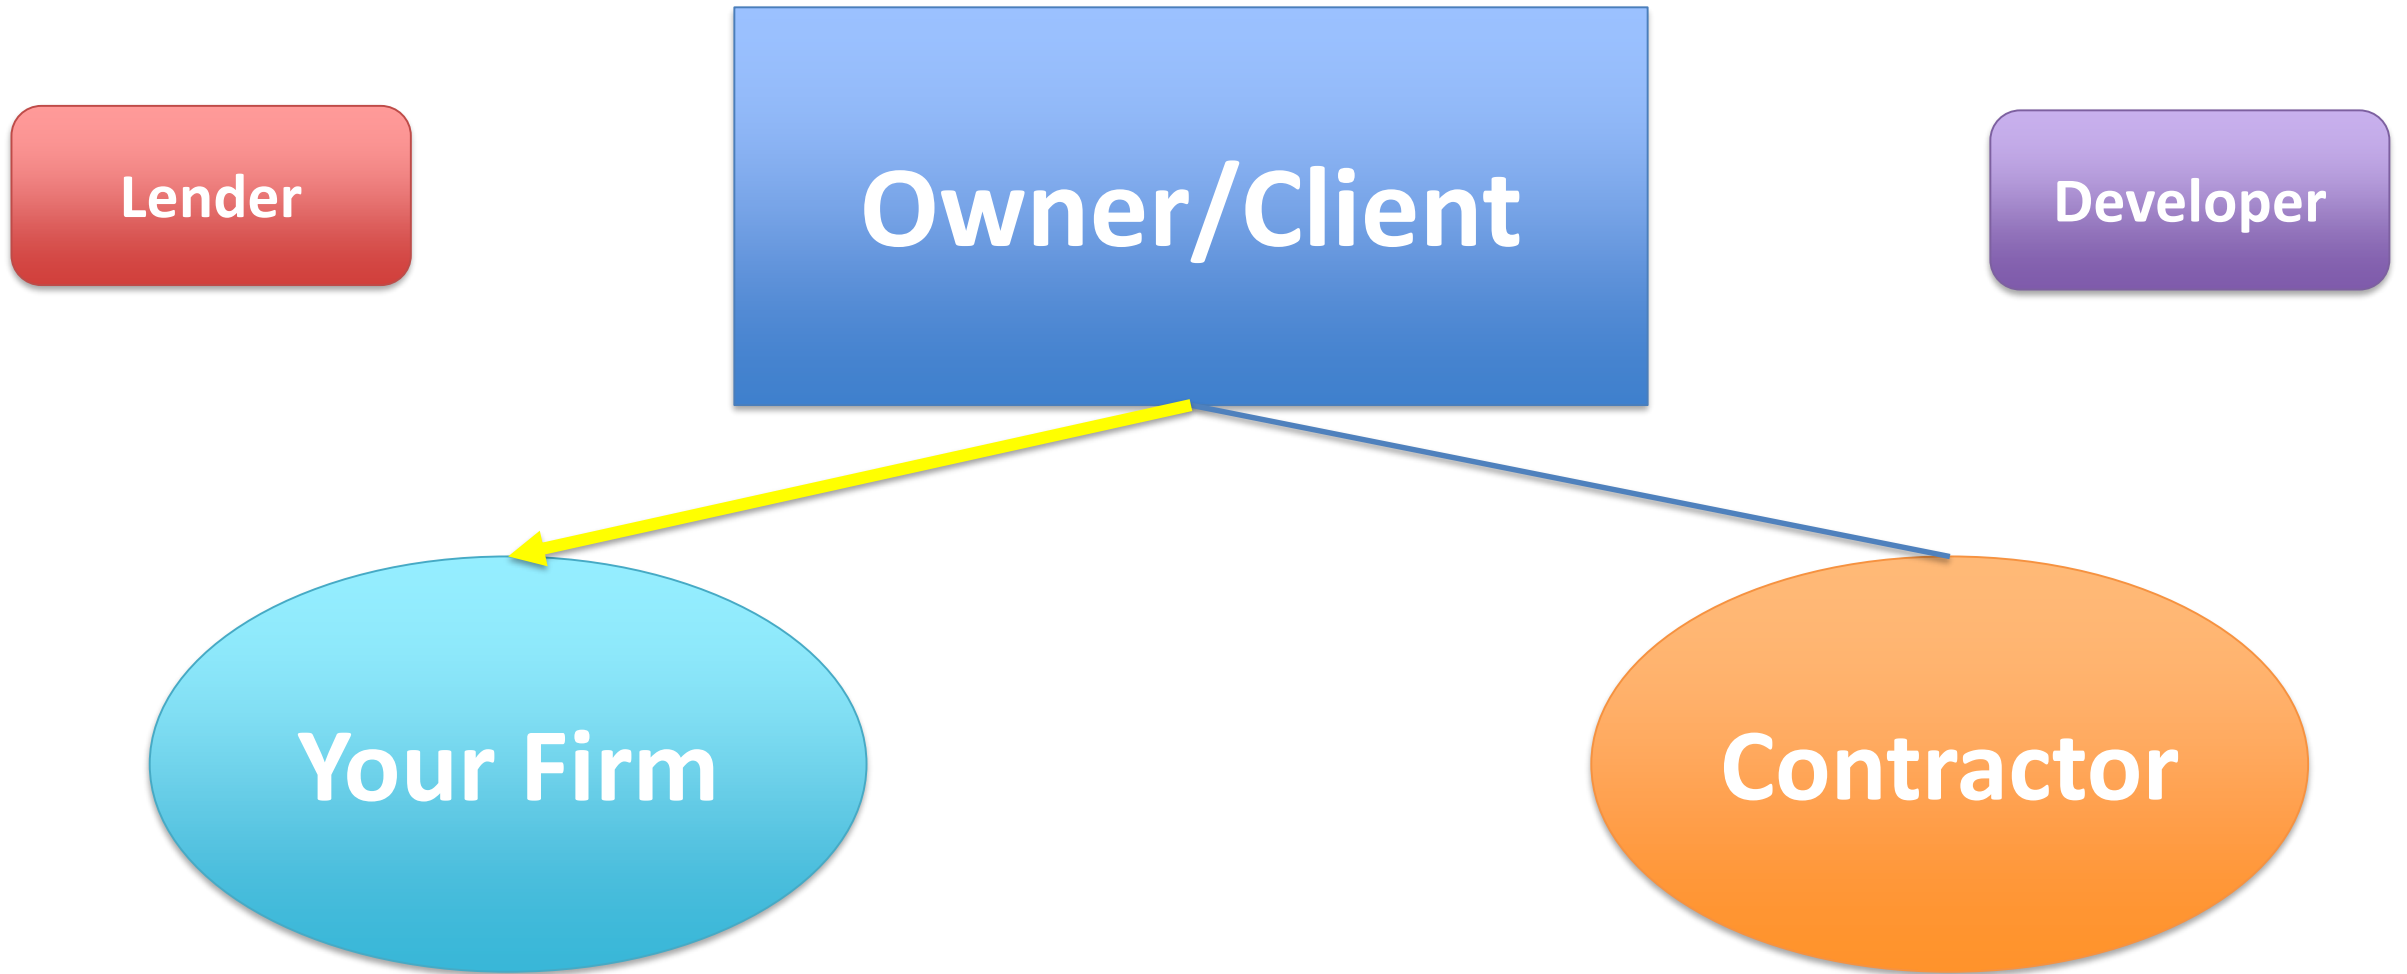 Lender
Owner/Client
Developer
Your Firm
Contractor